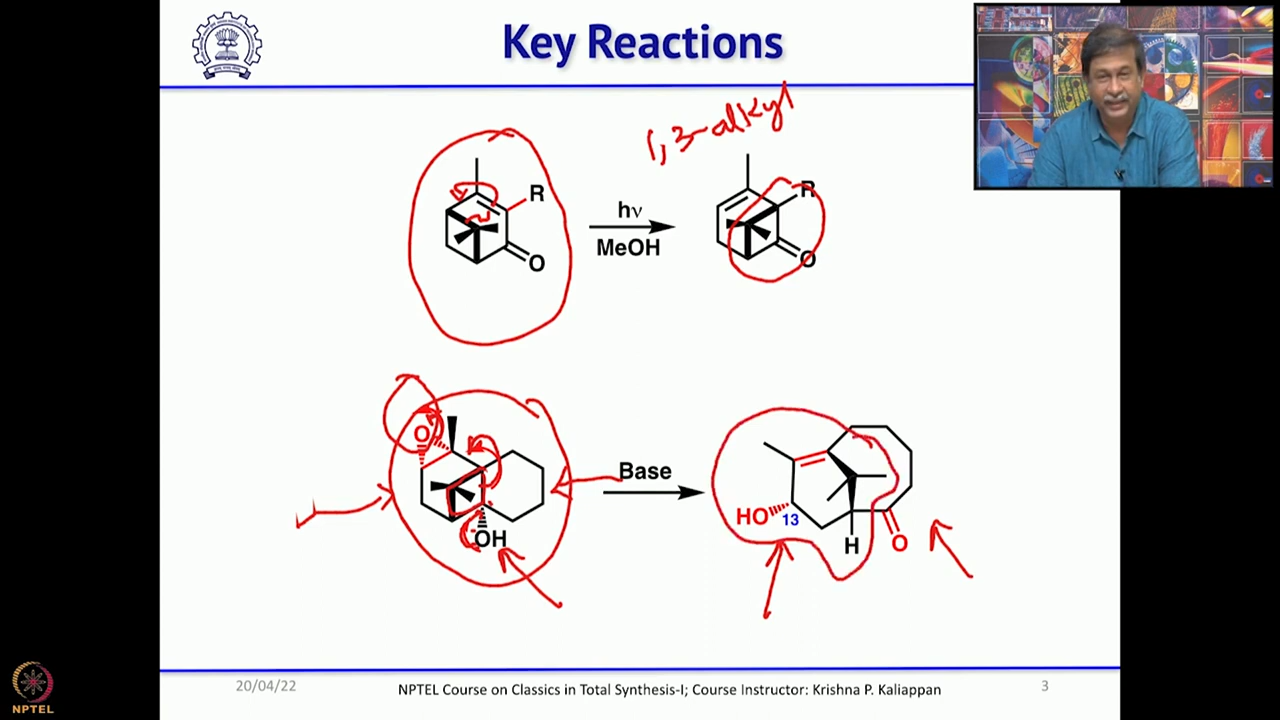 Key Reactions
1,3-alkyl
R
hν
MeOH
O
R
O
O
OH
Base
HO
13
H
O
20/04/22
NPTEL Course on Classics in Total Synthesis-I; Course Instructor: Krishna P. Kaliappan
3
NPTEL